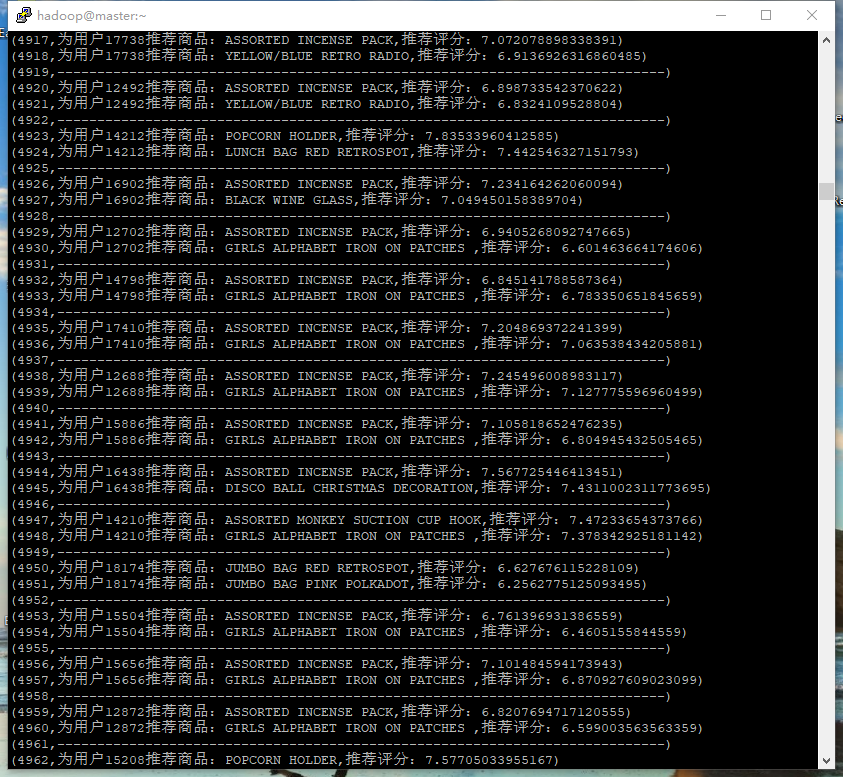 hadoop@master:~
(4917,为用户17738推荐商品: ASSORTED INCENSE PACK,推荐评分: 7.072078898338391)
(4918,为用户17738推荐商品: YELLOW/BLUE RETRO RADIO,推荐评分: 6.9136926316860485)
(4919,----------------------------------------------------------------------------)
(4920,为用户12492推荐商品: ASSORTED INCENSE PACK,推荐评分: 6.898733542370622)
(4921,为用户12492推荐商品: YELLOW/BLUE RETRO RADIO,推荐评分: 6.8324109528804)
(4922,----------------------------------------------------------------------------)
(4923,为用户14212推荐商品: POPCORN HOLDER,推荐评分: 7.83533960412585)
(4924,为用户14212推荐商品: LUNCH BAG RED RETROSPOT,推荐评分: 7.442546327151793)
(4925,----------------------------------------------------------------------------)
(4926,为用户16902推荐商品: ASSORTED INCENSE PACK,推荐评分: 7.234164262060094)
(4927,为用户16902推荐商品: BLACK WINE GLASS,推荐评分: 7.049450158389704)
(4928,----------------------------------------------------------------------------)
(4929,为用户12702推荐商品: ASSORTED INCENSE PACK,推荐评分: 6.9405268092747665)
(4930,为用户12702推荐商品: GIRLS ALPHABET IRON ON PATCHES ,推荐评分: 6.601463664174606)
(4931,----------------------------------------------------------------------------)
(4932,为用户14798推荐商品: ASSORTED INCENSE PACK,推荐评分: 6.845141788587364)
(4933,为用户14798推荐商品: GIRLS ALPHABET IRON ON PATCHES ,推荐评分: 6.783350651845659)
(4934,----------------------------------------------------------------------------)
(4935,为用户17410推荐商品: ASSORTED INCENSE PACK,推荐评分: 7.204869372241399)
(4936,为用户17410推荐商品: GIRLS ALPHABET IRON ON PATCHES ,推荐评分: 7.063538434205881)
(4937,----------------------------------------------------------------------------)
(4938,为用户12688推荐商品: ASSORTED INCENSE PACK,推荐评分: 7.245496008983117)
(4939,为用户12688推荐商品: GIRLS ALPHABET IRON ON PATCHES ,推荐评分: 7.127775596960499)
(4940,----------------------------------------------------------------------------)
(4941,为用户15886推荐商品: ASSORTED INCENSE PACK,推荐评分: 7.105818652476235)
(4942,为用户15886推荐商品: GIRLS ALPHABET IRON ON PATCHES ,推荐评分: 6.804945432505465)
(4943,----------------------------------------------------------------------------)
(4944,为用户16438推荐商品: ASSORTED INCENSE PACK,推荐评分: 7.567725446413451)
(4945,为用户16438推荐商品: DISCO BALL CHRISTMAS DECORATION,推荐评分: 7.4311002311773695)
(4946,----------------------------------------------------------------------------)
(4947,为用户14210推荐商品: ASSORTED MONKEY SUCTION CUP HOOK,推荐评分: 7.47233654373766)
(4948,为用户14210推荐商品: GIRLS ALPHABET IRON ON PATCHES ,推荐评分: 7.378342925181142)
(4949,----------------------------------------------------------------------------)
(4950,为用户18174推荐商品: JUMBO BAG RED RETROSPOT,推荐评分: 6.627676115228109)
(4951,为用户18174推荐商品: JUMBO BAG PINK POLKADOT,推荐评分: 6.2562775125093495)
(4952,----------------------------------------------------------------------------)
(4953,为用户15504推荐商品: ASSORTED INCENSE PACK,推荐评分: 6.761396931386559)
(4954,为用户15504推荐商品: GIRLS ALPHABET IRON ON PATCHES ,推荐评分: 6.4605155844559)
(4955,----------------------------------------------------------------------------)
(4956,为用户15656推荐商品: ASSORTED INCENSE PACK,推荐评分: 7.101484594173943)
(4957,为用户15656推荐商品: GIRLS ALPHABET IRON ON PATCHES ,推荐评分: 6.870927609023099)
(4958,----------------------------------------------------------------------------)
(4959,为用户12872推荐商品: ASSORTED INCENSE PACK,推荐评分: 6.8207694717120555)
(4960,为用户12872推荐商品: GIRLS ALPHABET IRON ON PATCHES ,推荐评分: 6.599003563563359)
(4961,----------------------------------------------------------------------------)
(4962,为用户15208推荐商品: POPCORN HOLDER,推荐评分: 7.57705033955167)